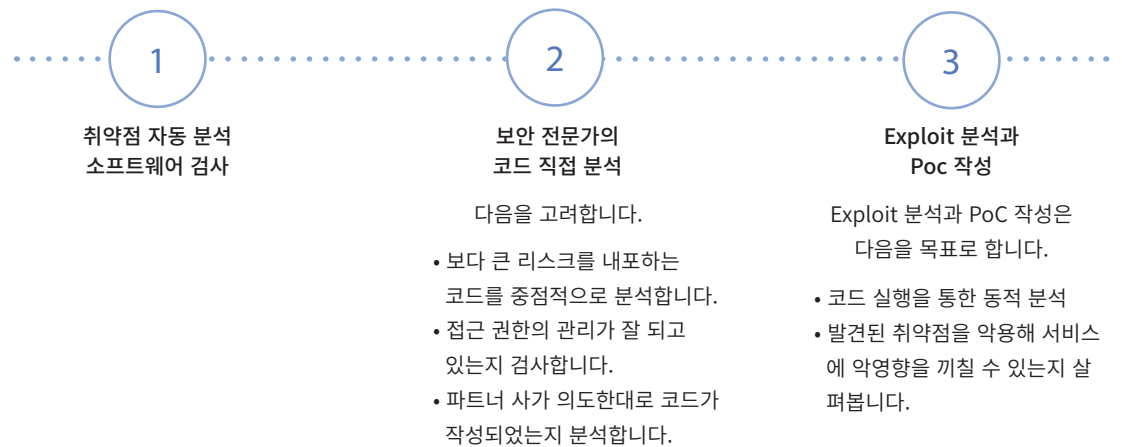 1
취약점 자동 분석
소프트웨어 검사
2
보안 전문가의
코드 직접 분석
다음을 고려합니다.
• 보다 큰 리스크를 내포하는
코드를 중점적으로 분석합니다.
• 접근 권한의 관리가 잘 되고
있는지 검사합니다.
• 파트너 사가 의도한대로 코드가
작성되었는지 분석합니다.
3
Exploit 분석과
Poc 작성
Exploit 분석과 PoC 작성은
다음을 목표로 합니다.
• 코드 실행을 통한 동적 분석
• 발견된 취약점을 악용해 서비스
에 악영향을 끼칠 수 있는지 살
펴봅니다.